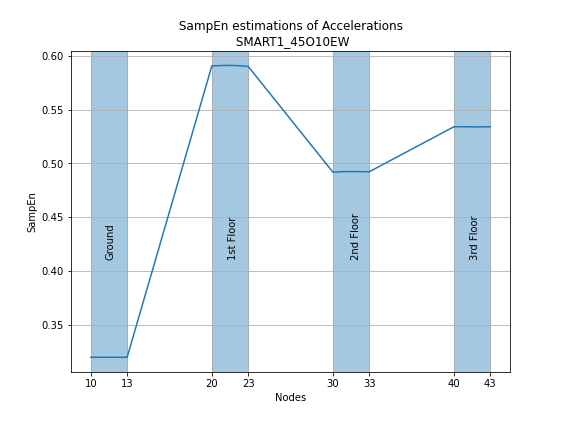 SampEn estimations of Accelerations
SMART1_45O10EW
0.60
0.55
0.50
0.45
0.40
0.35
SampEn
Ground
1st Floor
2nd Floor
3rd Floor
10 13 20 23 30 33 40 43
Nodes